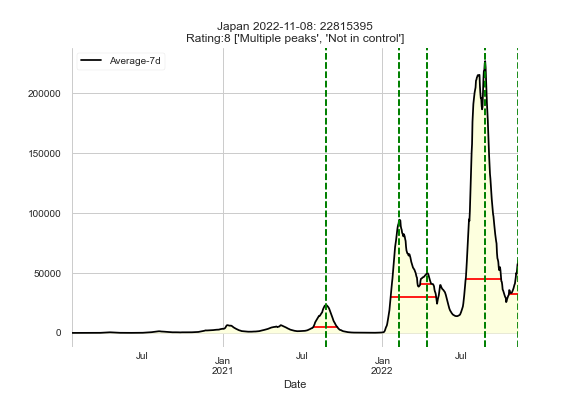 Japan 2022-11-08: 22815395
Rating:8 ['Multiple peaks', 'Not in control']
Average-7d
200000
150000
100000
50000
0
Jul
Jan
2021
Jul
Jan
2022
Jul
Date